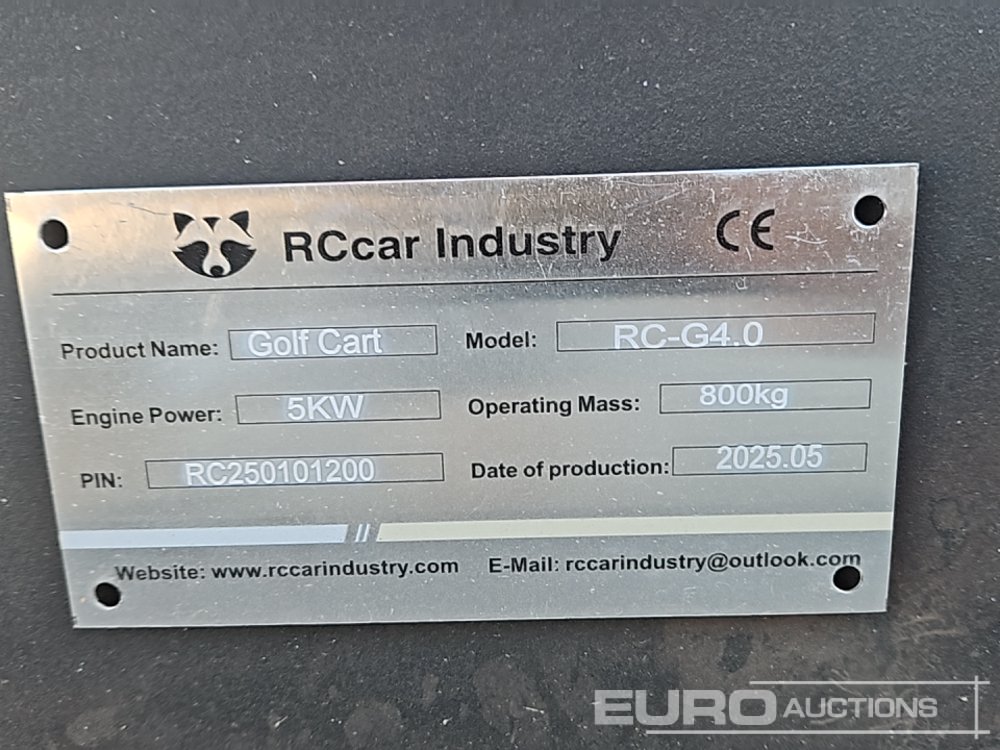 RCcar Industry CE
Product Name: Golf Cart Model: RC-G4.0
Engine Power: 5KW Operating Mass: 800kg
PIN: RC250101200 Date of production: 2025.05
Website: www.rccarindustry.com E-Mail: rccarindustry@outlook.com
EURO AUCTIONS